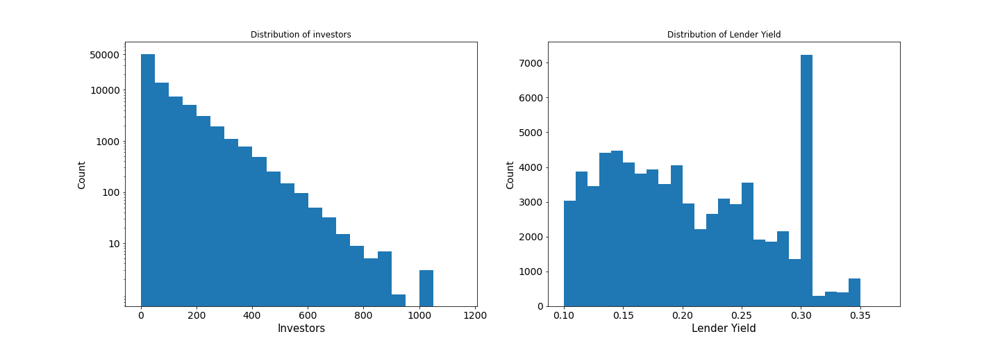 Distribution of investors
50000
10000
1000
100
10
Count
0 200 400 600 800 1000 1200
Investors
Distribution of Lender Yield
7000
6000
5000
4000
3000
2000
1000
0
Count
0.10 0.15 0.20 0.25 0.30 0.35
Lender Yield